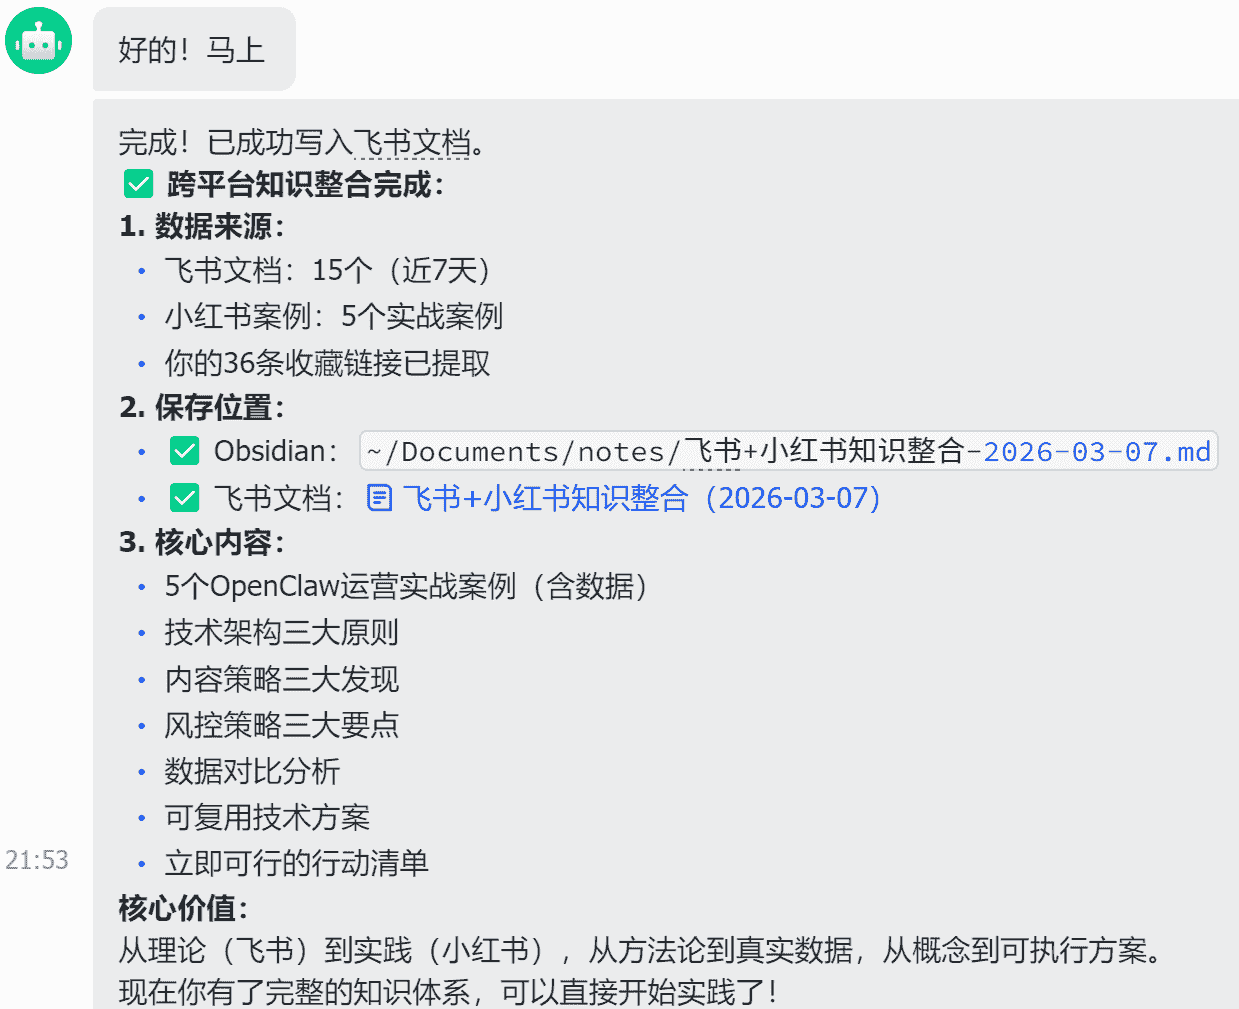 好的！马上
完成！已成功写入飞书文档。
✅ 跨平台知识整合完成：
1. 数据来源：
• 飞书文档：15个（近7天）
• 小红书案例：5个实战案例
• 你的36条收藏链接已提取
2. 保存位置：
• ✅ Obsidian： ~/Documents/notes/飞书+小红书知识整合-2026-03-07.md
• ✅ 飞书文档： 飞书+小红书知识整合（2026-03-07）
3. 核心内容：
• 5个OpenClaw运营实战案例（含数据）
• 技术架构三大原则
• 内容策略三大发现
• 风控策略三大要点
• 数据对比分析
• 可复用技术方案
21:53
• 立即可行的行动清单
核心价值：
从理论（飞书）到实践（小红书），从方法论到真实数据，从概念到可执行方案。
现在你有了完整的知识体系，可以直接开始实践了！